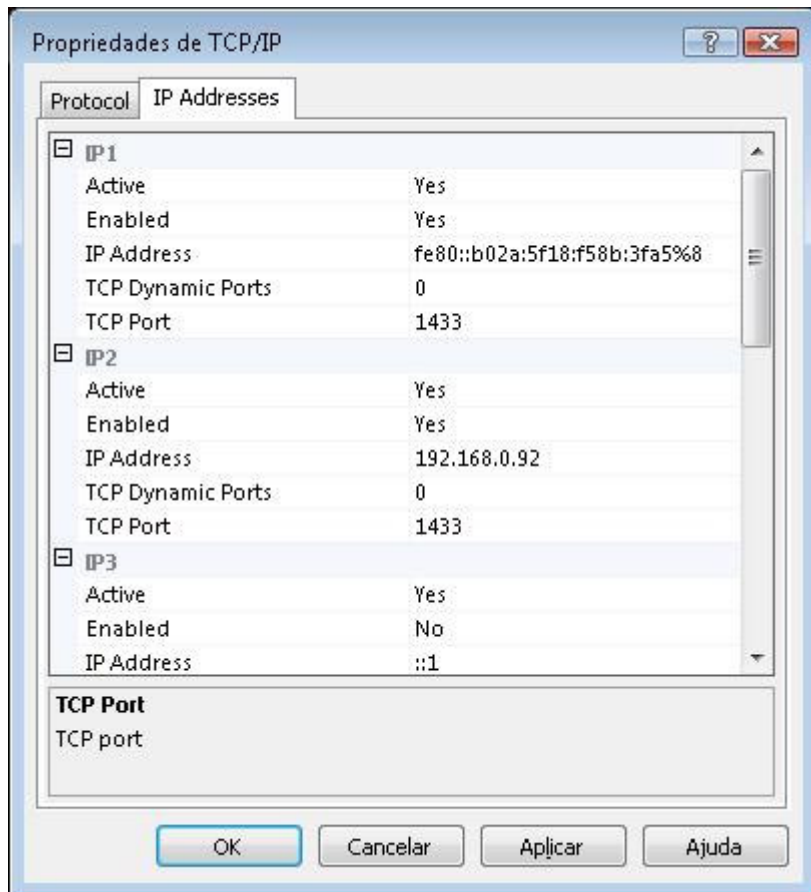 Propriedades de TCP/IP
Protocol IP Addresses
IP1
Active Yes
Enabled Yes
IP Address fe80::b02a:5f18:f58b:3fa5%8
TCP Dynamic Ports 0
TCP Port 1433
IP2
Active Yes
Enabled Yes
IP Address 192.168.0.92
TCP Dynamic Ports 0
TCP Port 1433
IP3
Active Yes
Enabled No
IP Address ::1
TCP Port
TCP port
OK Cancelar Aplicar Ajuda